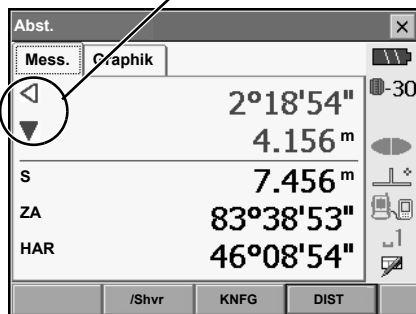 Abst.
Mess. Graphik
2°18'54"
-30
4.156 m
S 7.456 m
ZA 83°38'53"
HAR 46°08'54"
1
/Shvr KNFG DIST